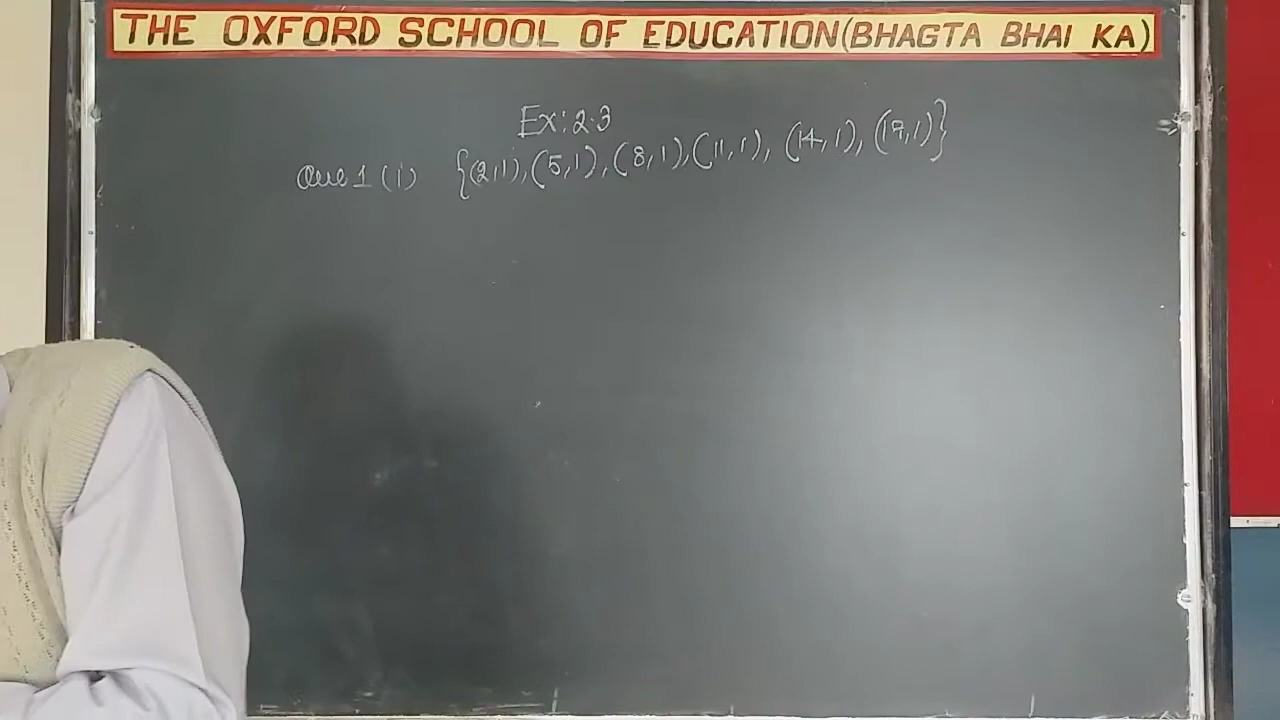 THE OXFORD SCHOOL OF EDUCATION(BHAGTA BHAI KA)
Ex: 2.3
Que 1 (i) {(2,1),(5,1),(8,1),(11,1), (14,1), (17,1)}